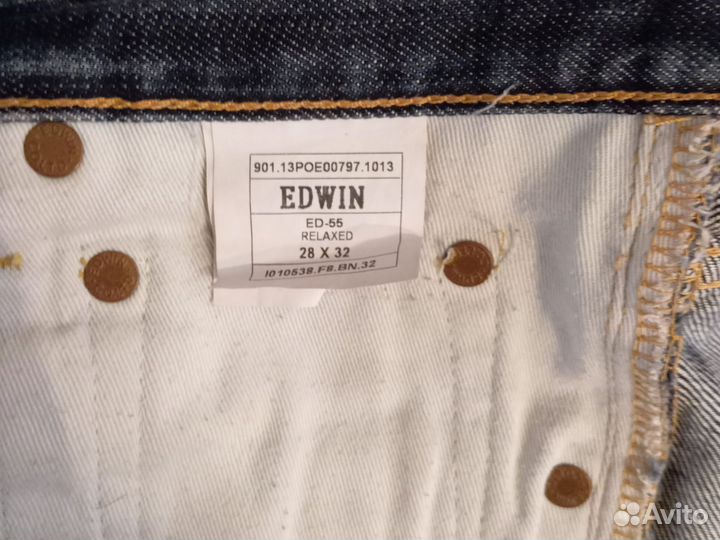 901.13POE00797.1013
EDWIN
ED-55
RELAXED
28 X 32
I010538.F8.BN.32
Avito